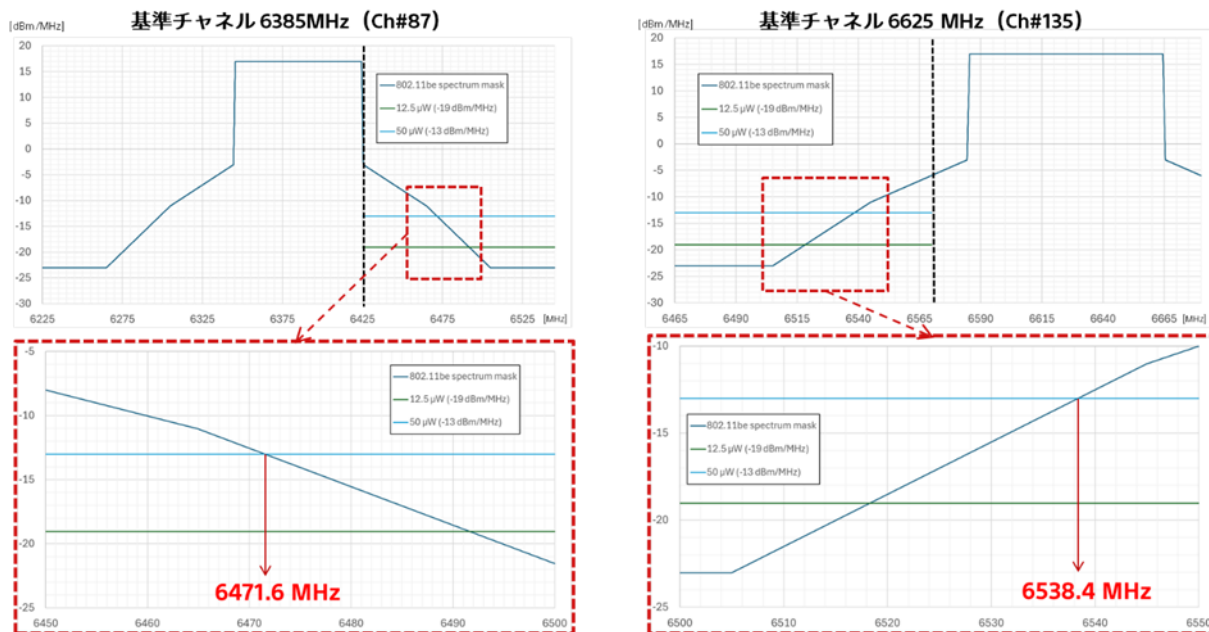 [dBm/MHz]
基準チャネル 6385MHz（Ch#87）
20
15
10
5
0
-5
-10
-15
-20
-25
-30
6225
6275
6325
6375
6425
6475
6525
[MHz]
802.11be spectrum mask
12.5 μW (-19 dBm/MHz)
50 μW (-13 dBm/MHz)
[dBm/MHz]
基準チャネル 6625 MHz（Ch#135）
20
15
10
5
0
-5
-10
-15
-20
-25
-30
6465
6490
6515
6540
6565
6590
6615
6640
6665
[MHz]
802.11be spectrum mask
12.5 μW (-19 dBm/MHz)
50 μW (-13 dBm/MHz)
-5
-10
-15
-20
-25
6450
6460
6470
6480
6490
6500
802.11be spectrum mask
12.5 μW (-19 dBm/MHz)
50 μW (-13 dBm/MHz)
6471.6 MHz
-10
-15
-20
-25
6500
6510
6520
6530
6540
6550
802.11be spectrum mask
12.5 μW (-19 dBm/MHz)
50 μW (-13 dBm/MHz)
6538.4 MHz